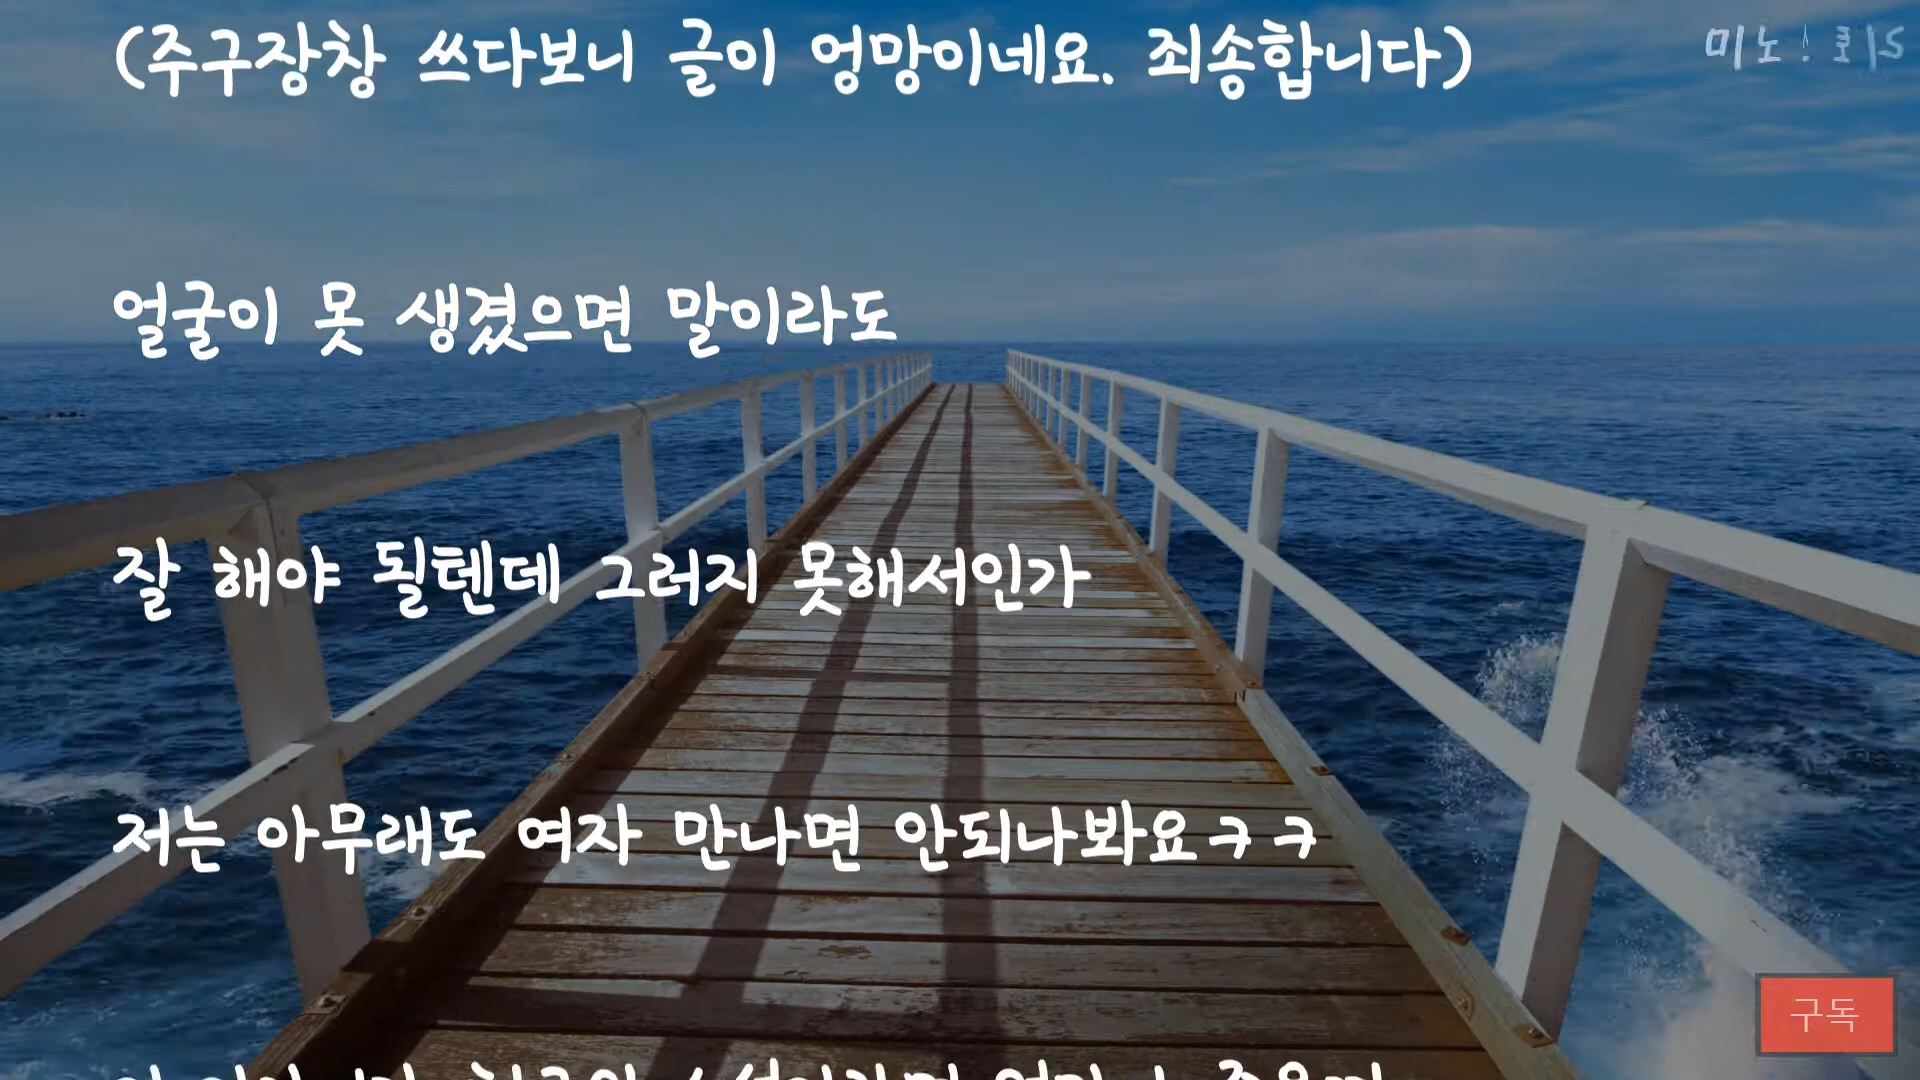 (주구장창 쓰다보니 글이 엉망이네요. 죄송합니다)
얼굴이 못 생겼으면 말이라도
잘 해야 될텐데 그러지 못해서인가
저는 아무래도 여자 만나면 안되나봐요ㅋㅋ
구독